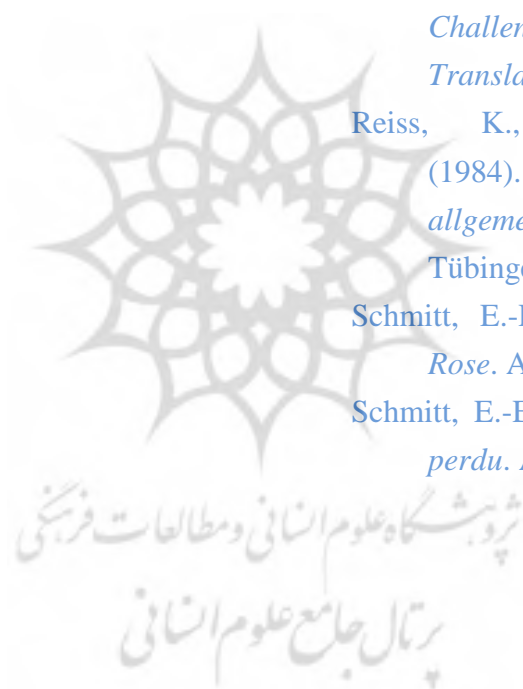 Challen
Transla
Reiss, K.,
(1984).
allgeme
Tübinge
Schmitt, E.-
Rose. A
Schmitt, E.-E
perdu.
پژوهشگاه علوم انسانی و مطالعات فرهنگی
پرتال جامع علوم انسانی